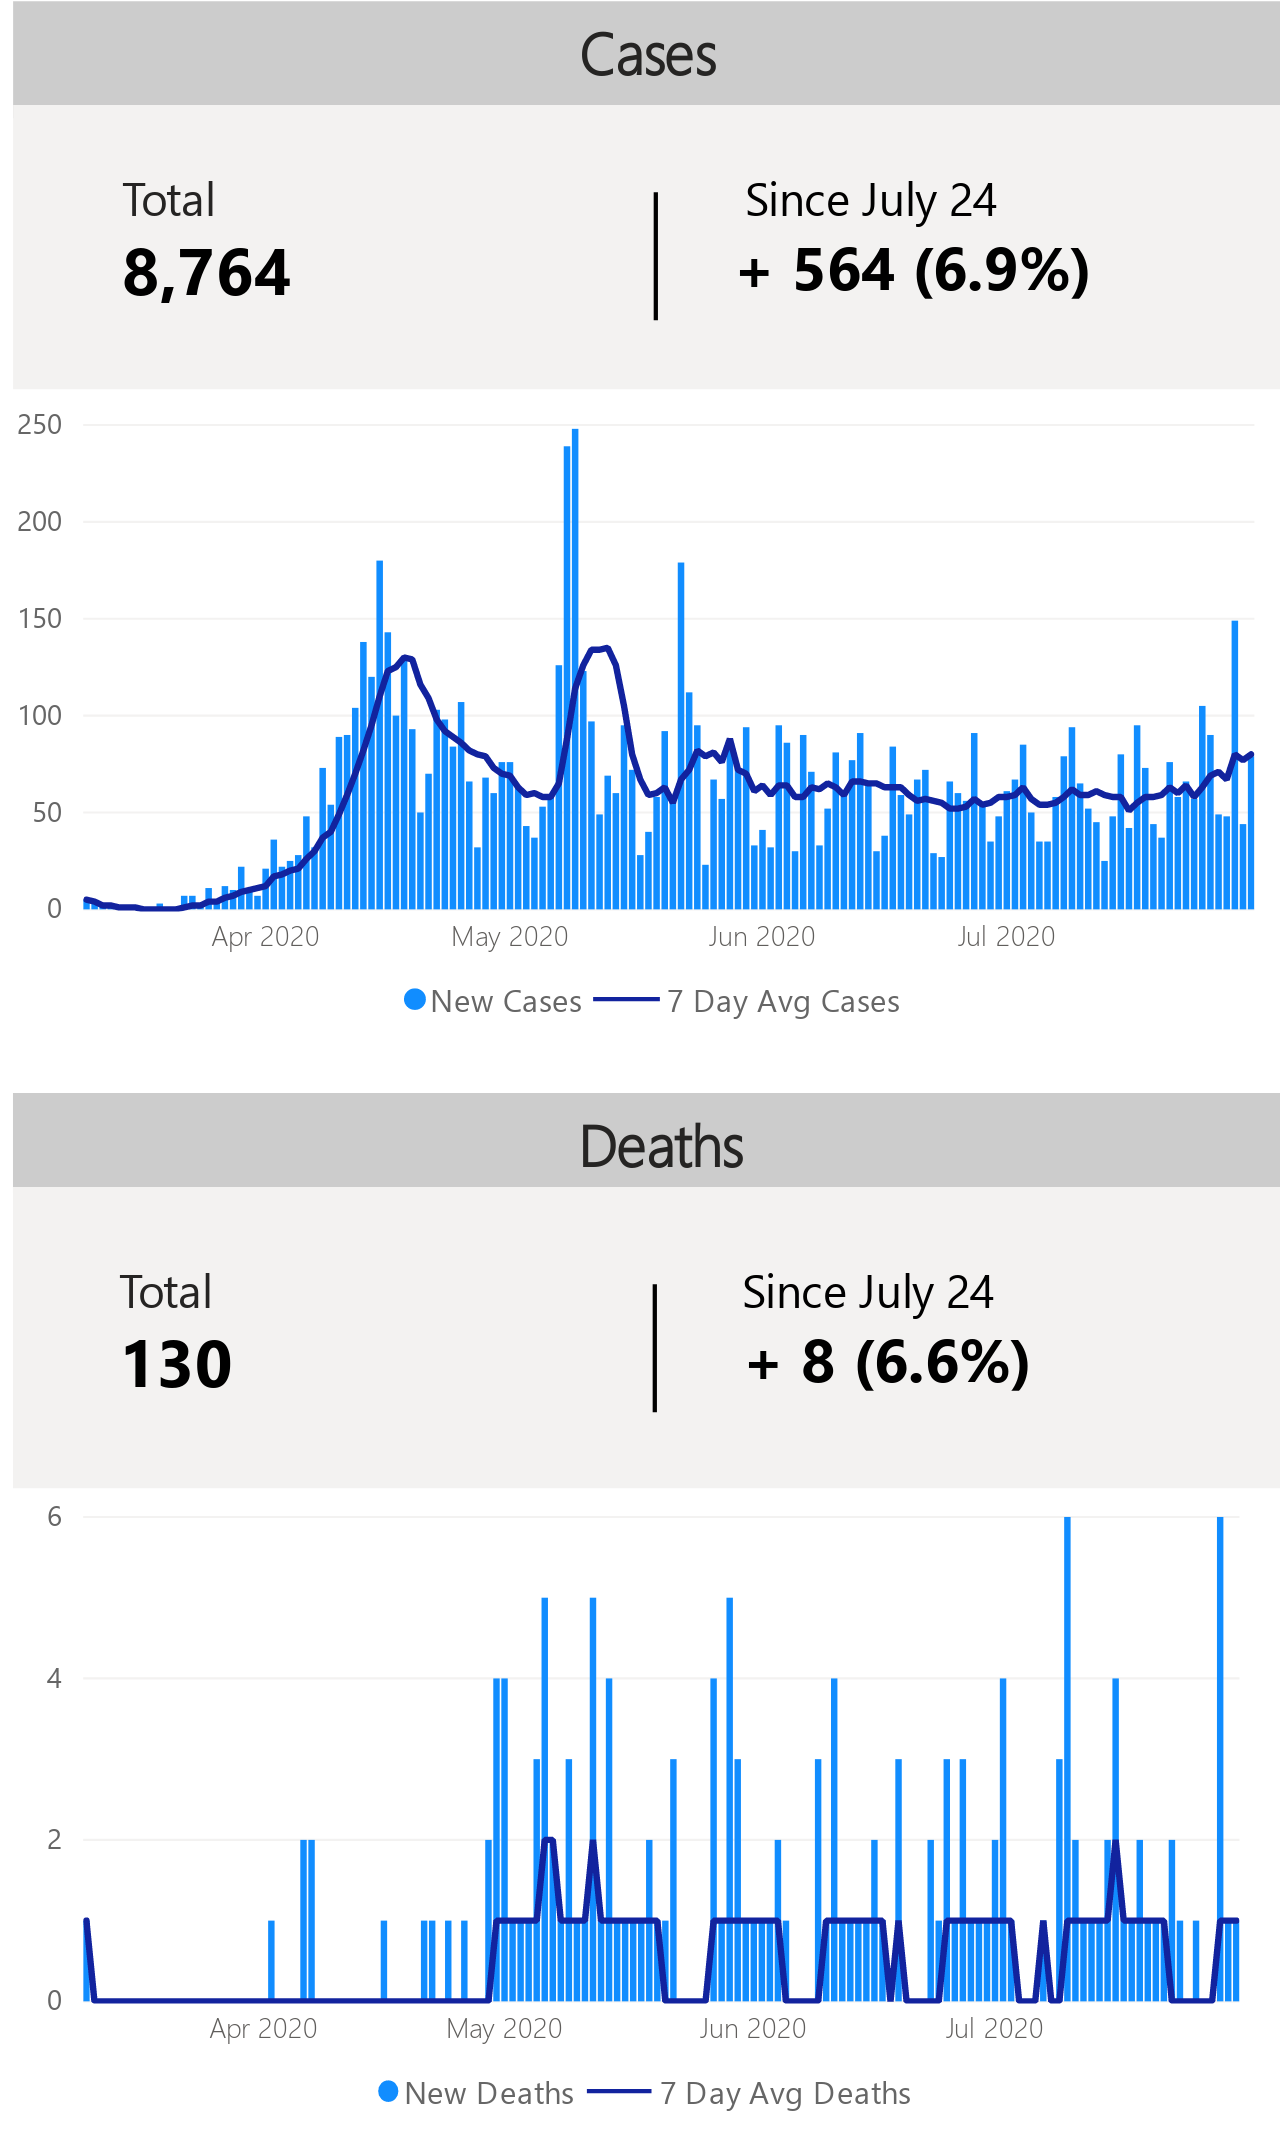 Cases
Total
Since July 24
8,764
+ 564 (6.9%)
250
200
150
100
50
0
Apr 2020
May 2020
Jun 2020
Jul 2020
New Cases
7 Day Avg Cases
Deaths
Total
Since July 24
130
+ 8 (6.6%)
6
4
2
0
Apr 2020
May 2020
Jun 2020
Jul 2020
New Deaths
7 Day Avg Deaths